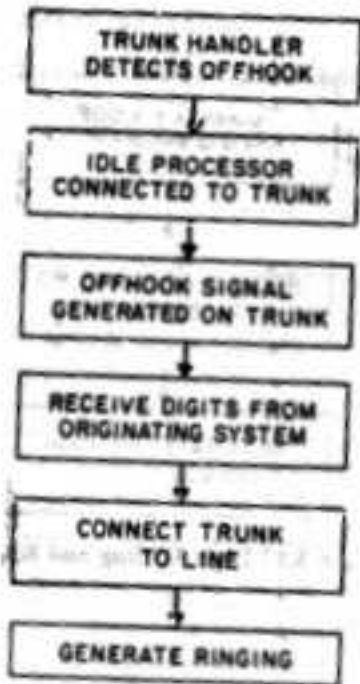 TRUNK HANDLER
DETECTS OFFHOOK
IDLE PROCESSOR
CONNECTED TO TRUNK
OFFHOOK SIGNAL
GENERATED ON TRUNK
RECEIVE DIGITS FROM
ORIGINATING SYSTEM
CONNECT TRUNK
TO LINE
GENERATE RINGING